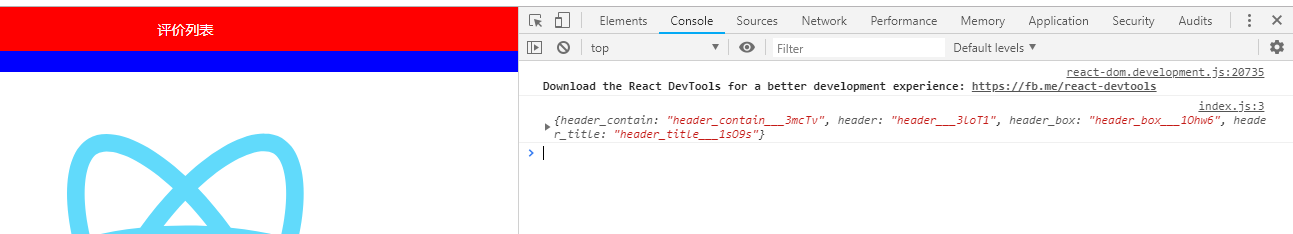 评价列表
Elements Console Sources Network Performance Memory Application Security Audits
top Filter Default levels
react-dom.development.js:20735
Download the React DevTools for a better development experience: https://fb.me/react-devtools
index.js:3
{header_contain: "header_contain___3mcTv", header: "header___3loT1", header_box: "header_box___1Ohw6", heade
r_title: "header_title___1sO9s"}